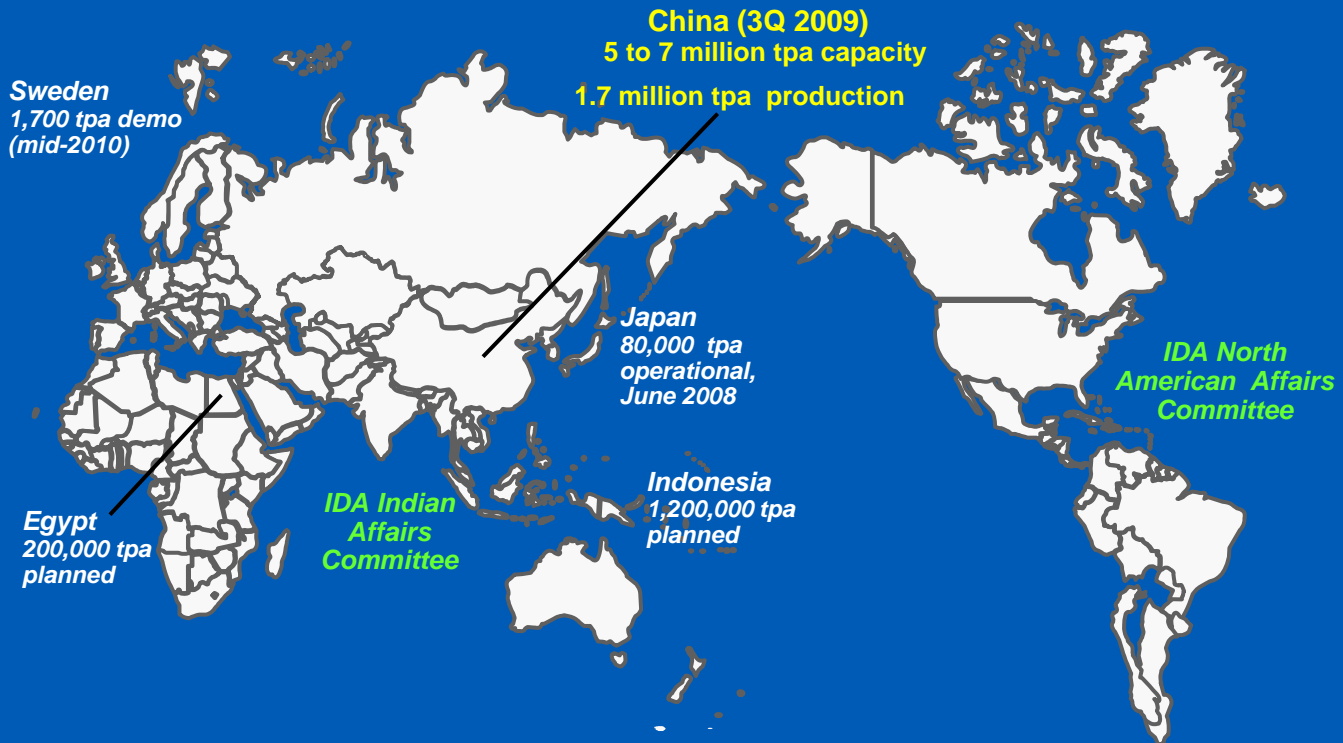 China (3Q 2009)
5 to 7 million tpa capacity
1.7 million tpa production
Sweden
1,700 tpa demo
(mid-2010)
Japan
80,000 tpa
operational,
June 2008
IDA North
American Affairs
Committee
Egypt
200,000 tpa
planned
IDA Indian
Affairs
Committee
Indonesia
1,200,000 tpa
planned